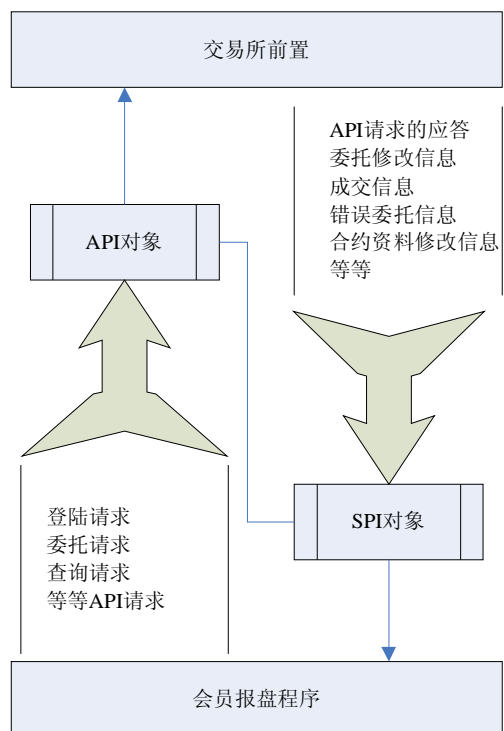 交易所前置
API请求的应答
委托修改信息
成交信息
错误委托信息
合约资料修改信息
等等
API对象
SPI对象
登陆请求
委托请求
查询请求
等等API请求
会员报盘程序